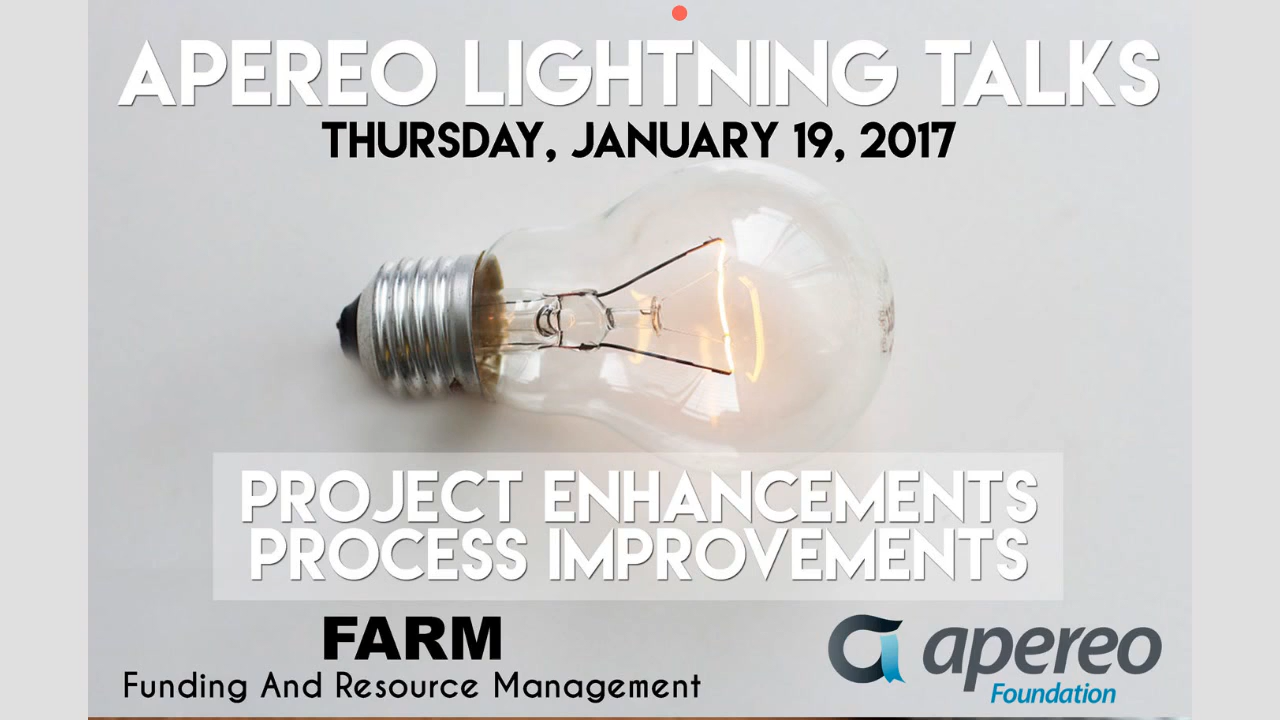 APEREO LIGHTNING TALKS
THURSDAY, JANUARY 19, 2017
PROJECT ENHANCEMENTS
PROCESS IMPROVEMENTS
FARM
Funding And Resource Management
apereo
Foundation